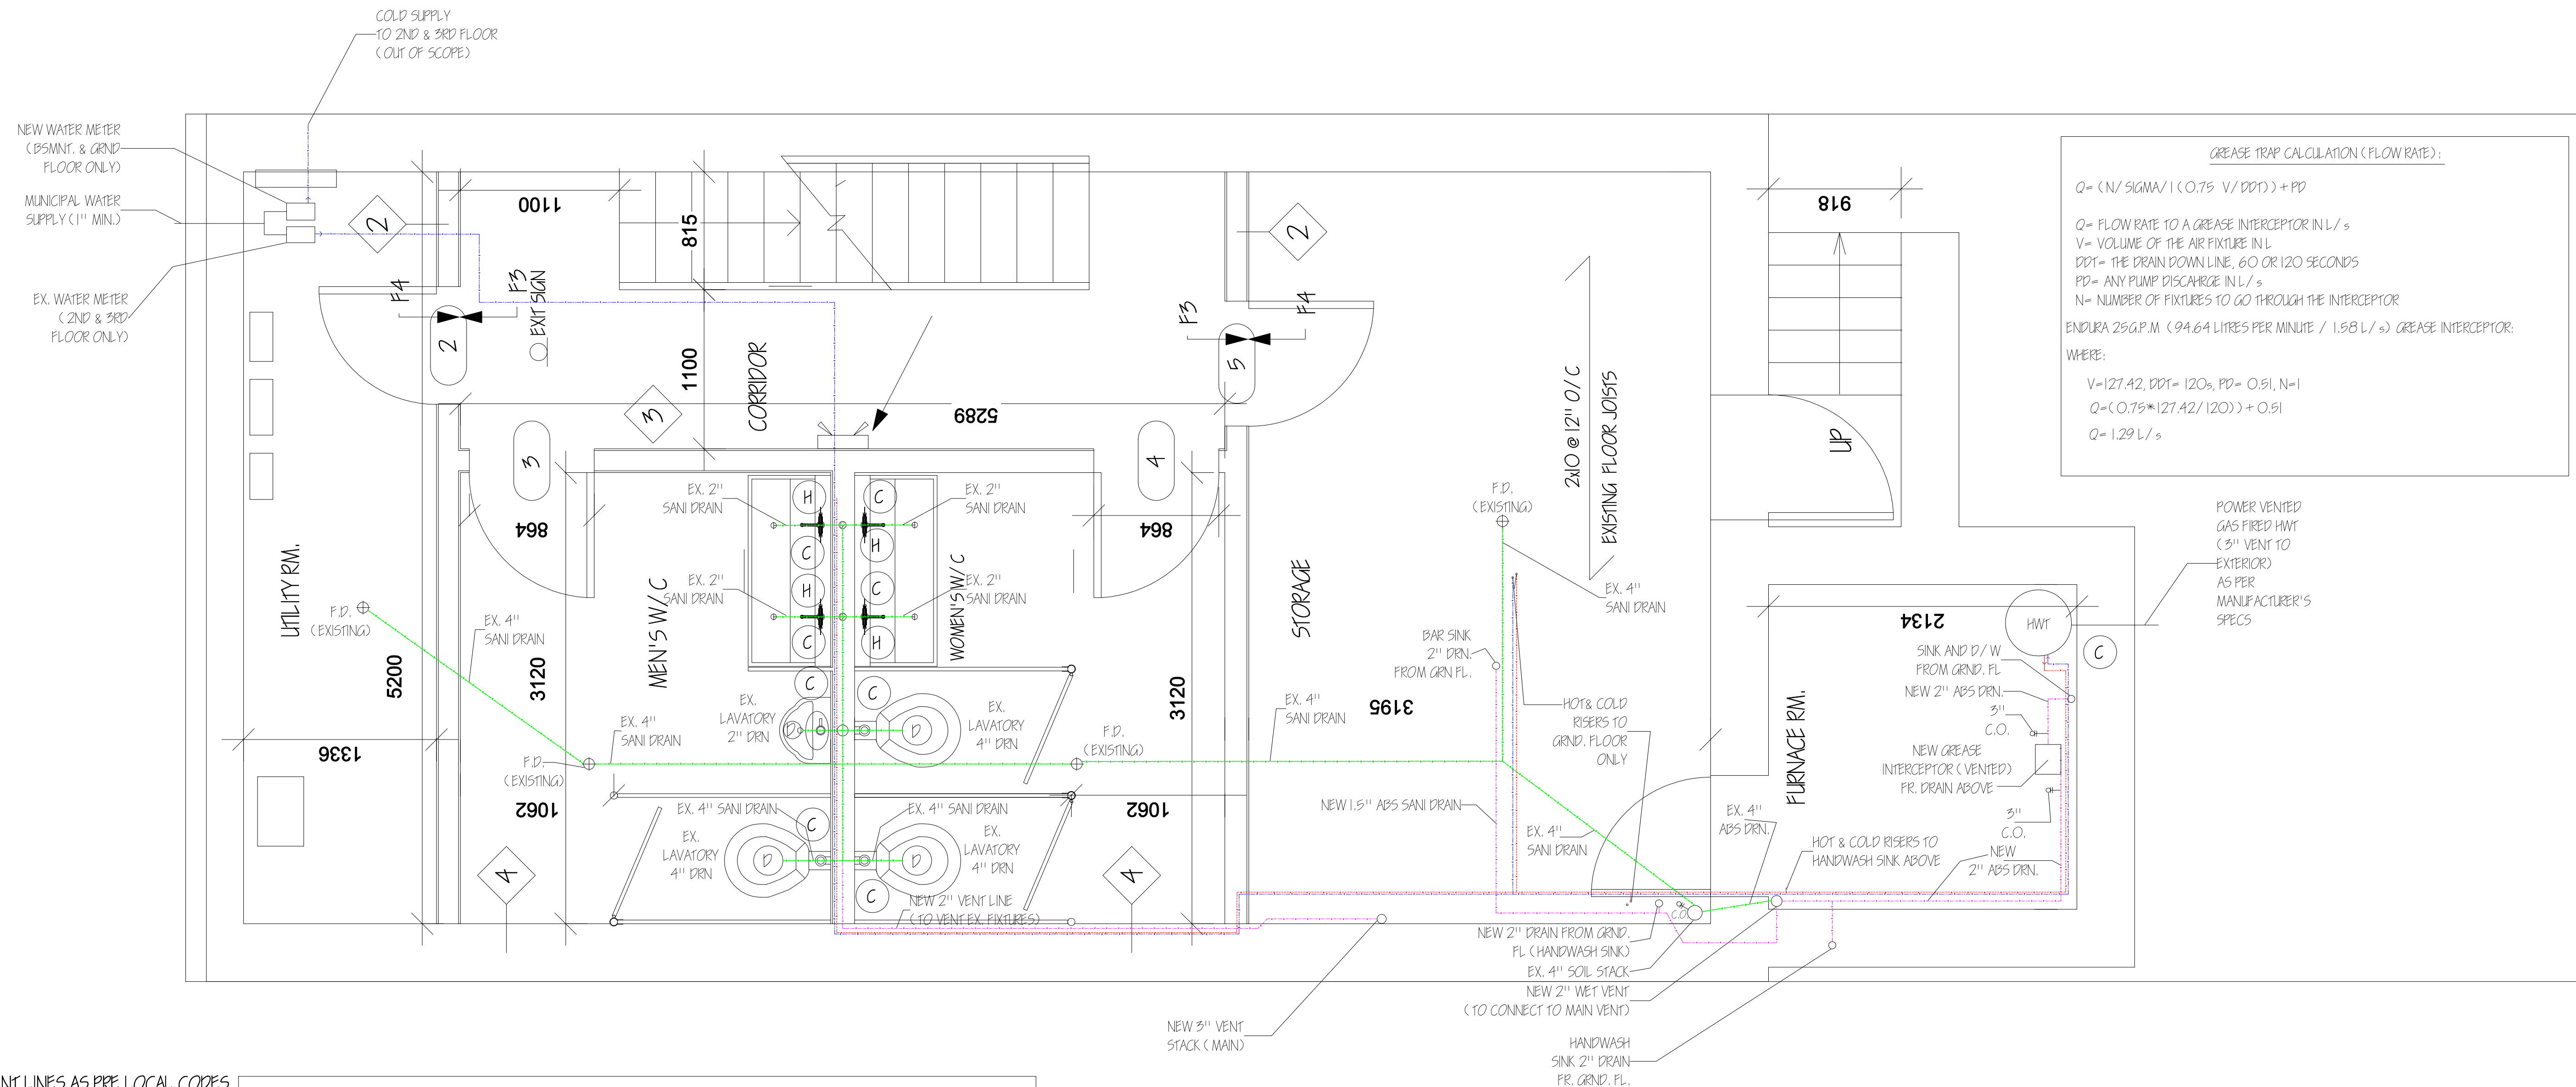 COLD SUPPLY
TO 2ND & 3RD FLOOR
(OUT OF SCOPE)
NEW WATER METER
(BSMNT. & GRND
FLOOR ONLY)
MUNICIPAL WATER
SUPPLY (1" MIN.)
EX. WATER METER
(2ND & 3RD
FLOOR ONLY)
2
1100
815
2
918
F4
F3
EXIT SIGN
2
1100
CORRIDOR
3
5289
F3
F4
5
2x10 @ 12" O/C
EXISTING FLOOR JOISTS
UP
GREASE TRAP CALCULATION (FLOW RATE):
Q= (N/SIGMA/1 (0.75 V/DDT)) + PD
Q= FLOW RATE TO A GREASE INTERCEPTOR IN L/s
V= VOLUME OF THE AIR FIXTURE IN L
DDT= THE DRAIN DOWN LINE, 60 OR 120 SECONDS
PD= ANY PUMP DISCAHRGE IN L/s
N= NUMBER OF FIXTURES TO GO THROUGH THE INTERCEPTOR
ENDURA 25G.P.M (94.64 LITRES PER MINUTE / 1.58 L/s) GREASE INTERCEPTOR:
WHERE:
V=127.42, DDT= 120s, PD= 0.51, N=1
Q=(0.75*127.42/120)) + 0.51
Q= 1.29 L/s
3
4
864
864
EX. 2"
SANI DRAIN
H
C
EX. 2"
SANI DRAIN
C
H
EX. 2"
SANI DRAIN
H
C
EX. 2"
SANI DRAIN
C
H
UTILITY RM.
F.D.
(EXISTING)
EX. 4"
SANI DRAIN
5200
3120
MEN'S W/C
WOMEN'S W/C
C
C
EX.
LAVATORY
2" DRN
D
D
EX.
LAVATORY
4" DRN
EX. 4"
SANI DRAIN
F.D.
(EXISTING)
F.D.
(EXISTING)
1336
3120
1062
1062
EX. 4" SANI DRAIN
C
EX. 4" SANI DRAIN
EX.
LAVATORY
4" DRN
D
D
EX.
LAVATORY
4" DRN
C
4
4
NEW 2" VENT LINE
(TO VENT EX. FIXTURES)
STORAGE
F.D.
(EXISTING)
EX. 4"
SANI DRAIN
BAR SINK
2" DRN.
FROM GRN FL.
EX. 4"
SANI DRAIN
3195
HOT& COLD
RISERS TO
GRND. FLOOR
ONLY
NEW 1.5" ABS SANI DRAIN
EX. 4"
SANI DRAIN
EX. 4"
ABS DRN.
C.O.
FURNACE RM.
2134
HWT
C
POWER VENTED
GAS FIRED HWT
(3" VENT TO
EXTERIOR)
AS PER
MANUFACTURER'S
SPECS
SINK AND D/W
FROM GRND. FL
NEW 2" ABS DRN.
3"
C.O.
NEW GREASE
INTERCEPTOR (VENTED)
FR. DRAIN ABOVE
3"
C.O.
HOT & COLD RISERS TO
HANDWASH SINK ABOVE
NEW
2" ABS DRN.
NEW 2" DRAIN FROM GRND.
FL (HANDWASH SINK)
EX. 4" SOIL STACK
NEW 2" WET VENT
(TO CONNECT TO MAIN VENT)
NEW 3" VENT
STACK (MAIN)
HANDWASH
SINK 2" DRAIN
FR. GRND. FL.
NT LINES AS PRE LOCAL CODES